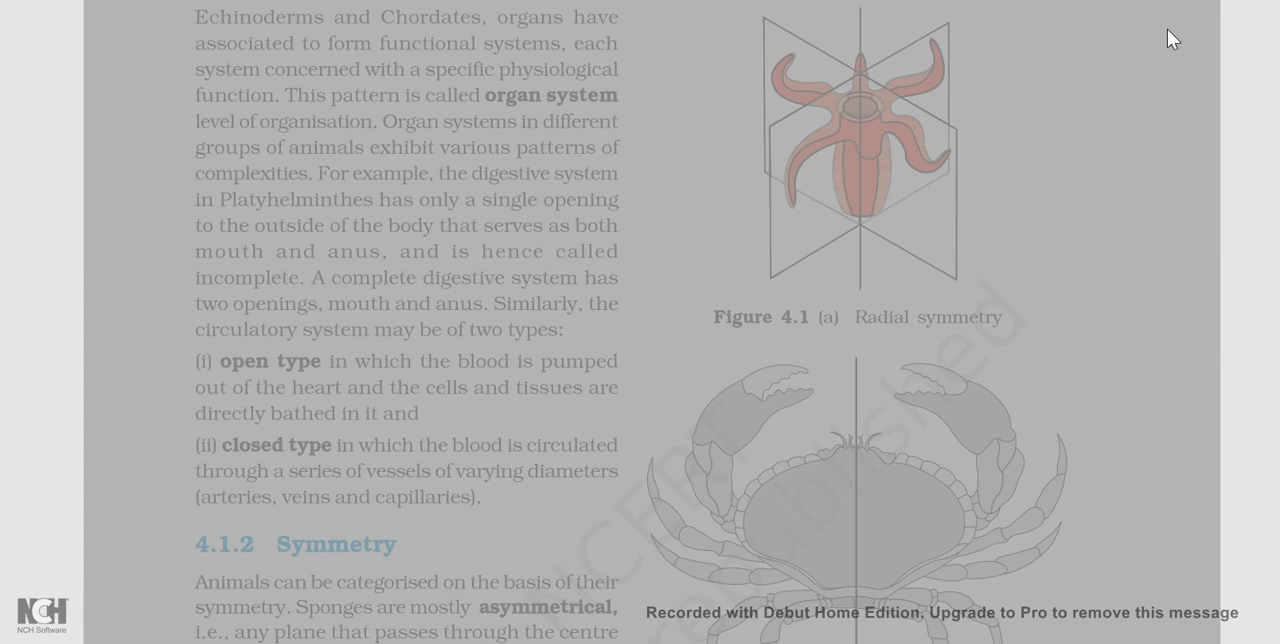 Echinoderms and Chordates, organs have
associated to form functional systems, each
system concerned with a specific physiological
function. This pattern is called organ system
level of organisation. Organ systems in different
groups of animals exhibit various patterns of
complexities. For example, the digestive system
in Platyhelminthes has only a single opening
to the outside of the body that serves as both
mouth and anus, and is hence called
incomplete. A complete digestive system has
two openings, mouth and anus. Similarly, the
circulatory system may be of two types:
(i) open type in which the blood is pumped
out of the heart and the cells and tissues are
directly bathed in it and
(ii) closed type in which the blood is circulated
through a series of vessels of varying diameters
(arteries, veins and capillaries).
4.1.2 Symmetry
Animals can be categorised on the basis of their
symmetry. Sponges are mostly asymmetrical,
i.e., any plane that passes through the centre
Figure 4.1 (a) Radial symmetry
NCERT
republished
Recorded with Debut Home Edition. Upgrade to Pro to remove this message
NCH
NCH Software